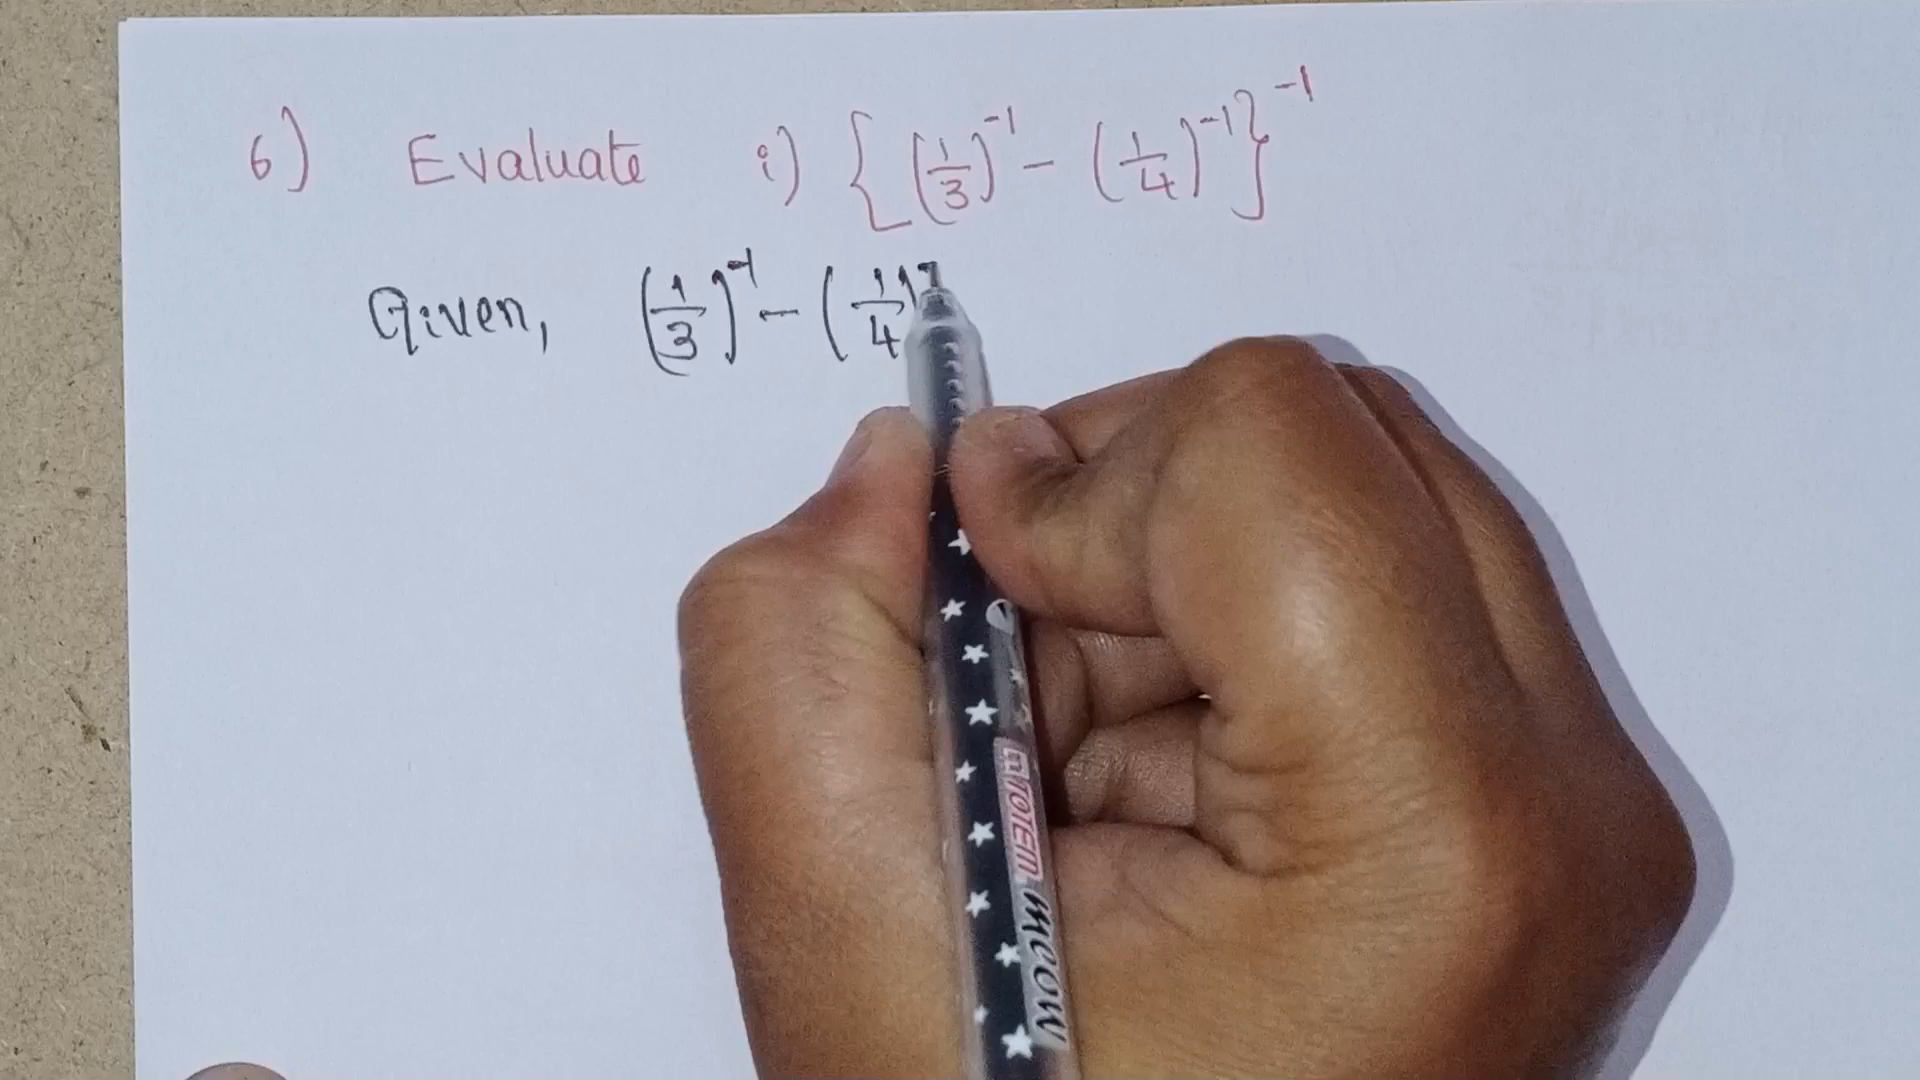 6) Evaluate i) {(1/3)^-1 - (1/4)^-1}^-1
Given, (1/3)^-1 - (1/4)^-
TOTEM meow